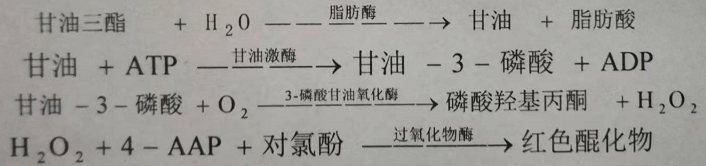 甘油三酯 + H₂O —脂肪酶→ 甘油 + 脂肪酸
甘油 + ATP —甘油激酶→ 甘油 - 3 - 磷酸 + ADP
甘油 - 3 - 磷酸 + O₂ —3-磷酸甘油氧化酶→ 磷酸羟基丙酮 + H₂O₂
H₂O₂ + 4 - AAP + 对氯酚 —过氧化物酶→ 红色醌化物